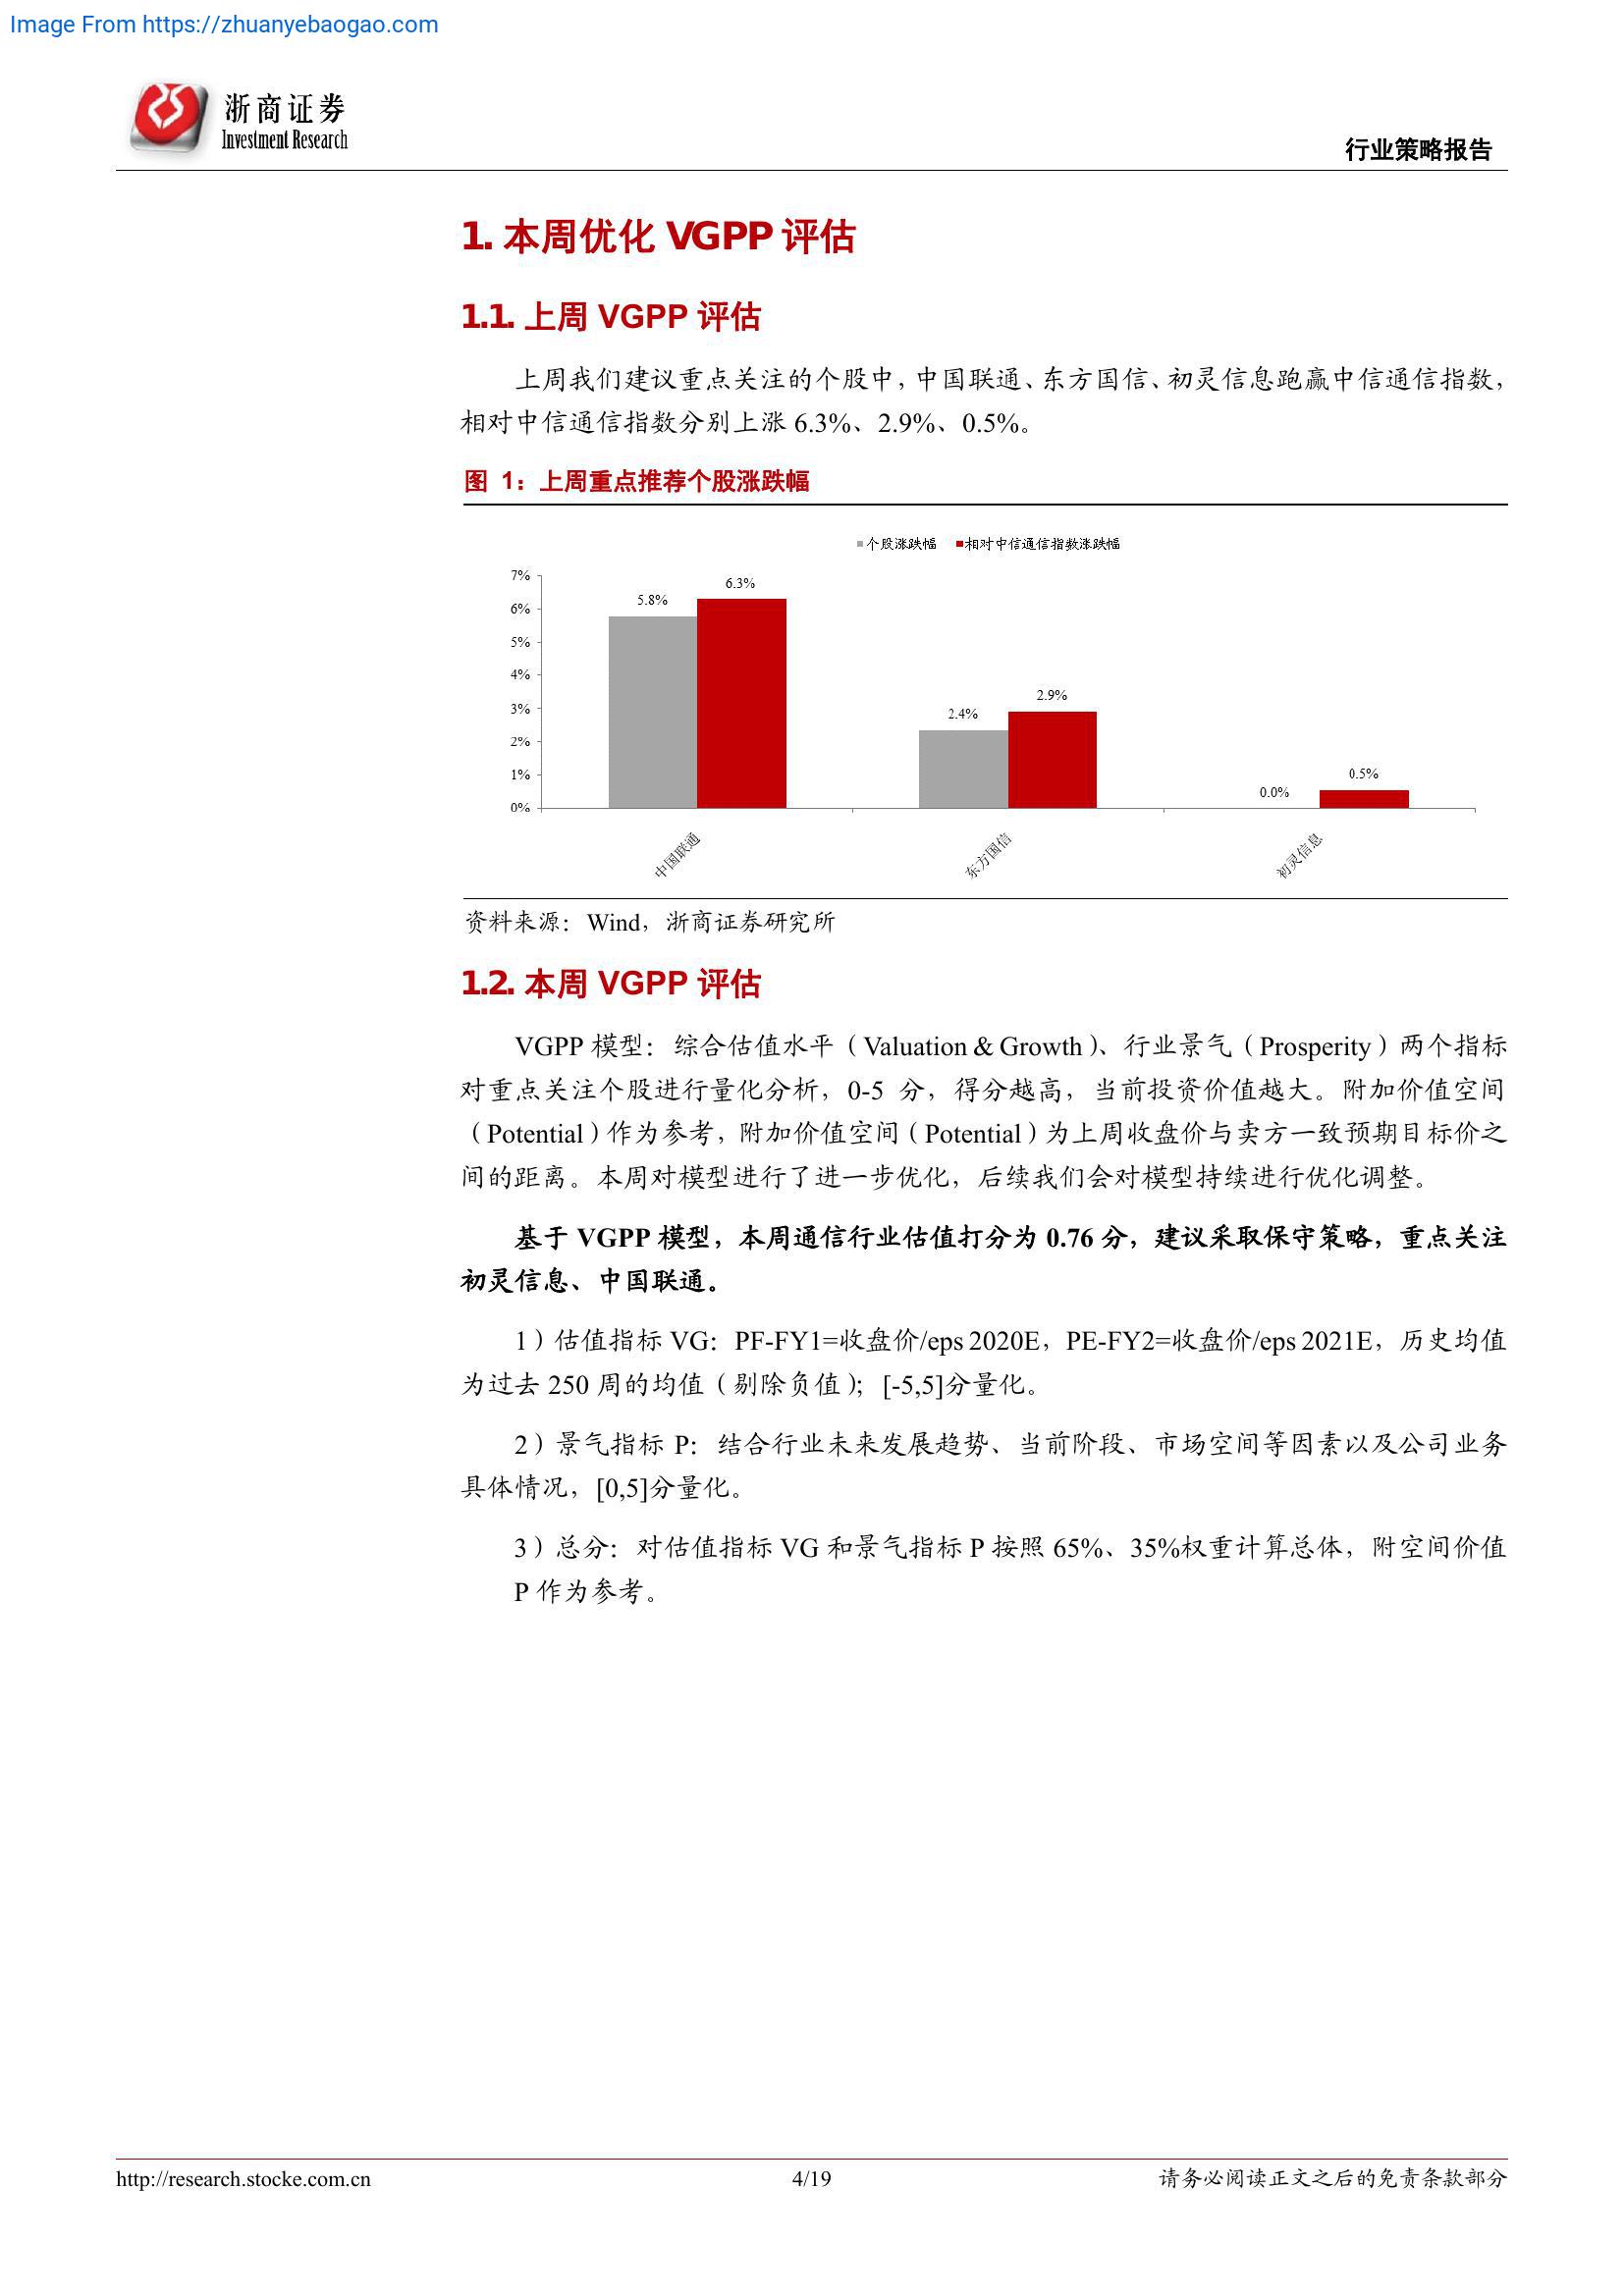 Image From https://zhuanyebaogao.com
浙商证券
Investment Research
行业策略报告
1. 本周优化 VGPP 评估
1.1. 上周 VGPP 评估
上周我们建议重点关注的个股中，中国联通、东方国信、初灵信息跑赢中信通信指数，
相对中信通信指数分别上涨 6.3%、2.9%、0.5%。
图 1：上周重点推荐个股涨跌幅
个股涨跌幅 相对中信通信指数涨跌幅
7%
6%
5%
4%
3%
2%
1%
0%
5.8%
6.3%
2.4%
2.9%
0.0%
0.5%
中国联通
东方国信
初灵信息
资料来源：Wind，浙商证券研究所
1.2. 本周 VGPP 评估
VGPP 模型：综合估值水平（Valuation & Growth）、行业景气（Prosperity）两个指标
对重点关注个股进行量化分析，0-5 分，得分越高，当前投资价值越大。附加价值空间
（Potential）作为参考，附加价值空间（Potential）为上周收盘价与卖方一致预期目标价之
间的距离。本周对模型进行了进一步优化，后续我们会对模型持续进行优化调整。
基于 VGPP 模型，本周通信行业估值打分为 0.76 分，建议采取保守策略，重点关注
初灵信息、中国联通。
1）估值指标 VG：PF-FY1=收盘价/eps 2020E，PE-FY2=收盘价/eps 2021E，历史均值
为过去 250 周的均值（剔除负值）；[-5,5]分量化。
2）景气指标 P：结合行业未来发展趋势、当前阶段、市场空间等因素以及公司业务
具体情况，[0,5]分量化。
3）总分：对估值指标 VG 和景气指标 P 按照 65%、35%权重计算总体，附空间价值
P 作为参考。
http://research.stocke.com.cn
4/19
请务必阅读正文之后的免责条款部分